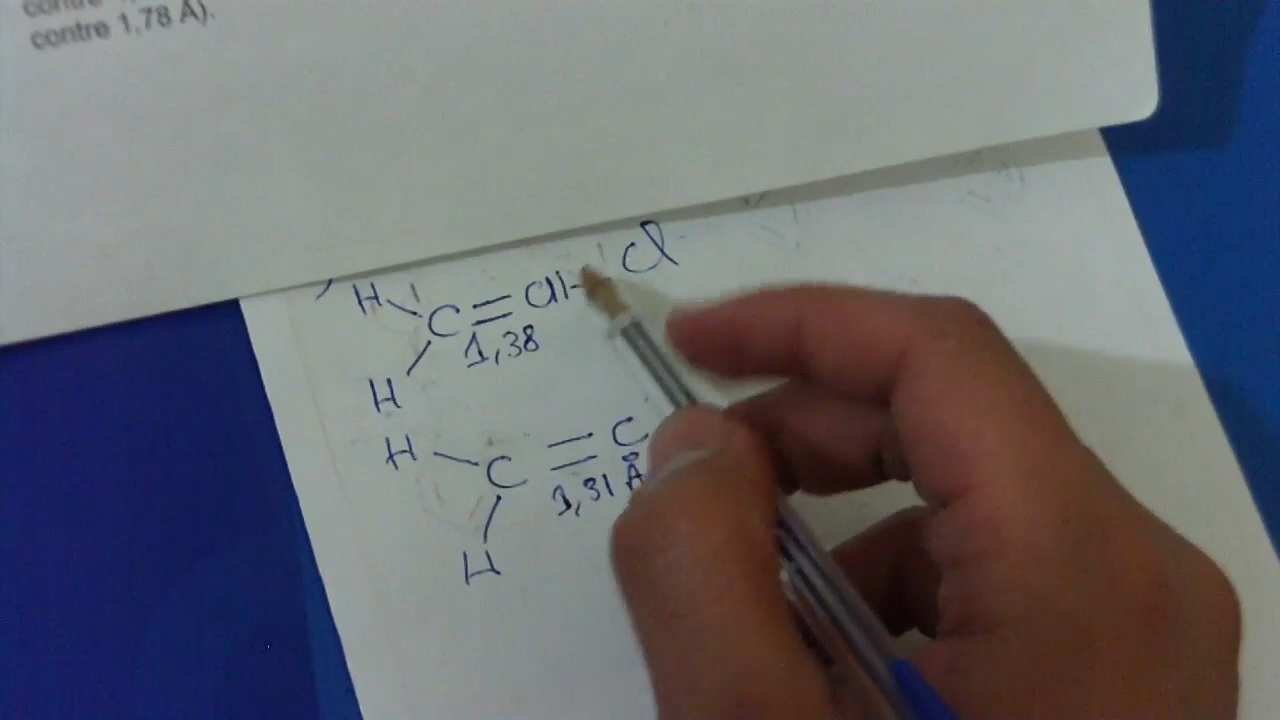 contre 1,78 Å).
H C = CH - Cl
1,38
H
H C = C
1,31 Å
H